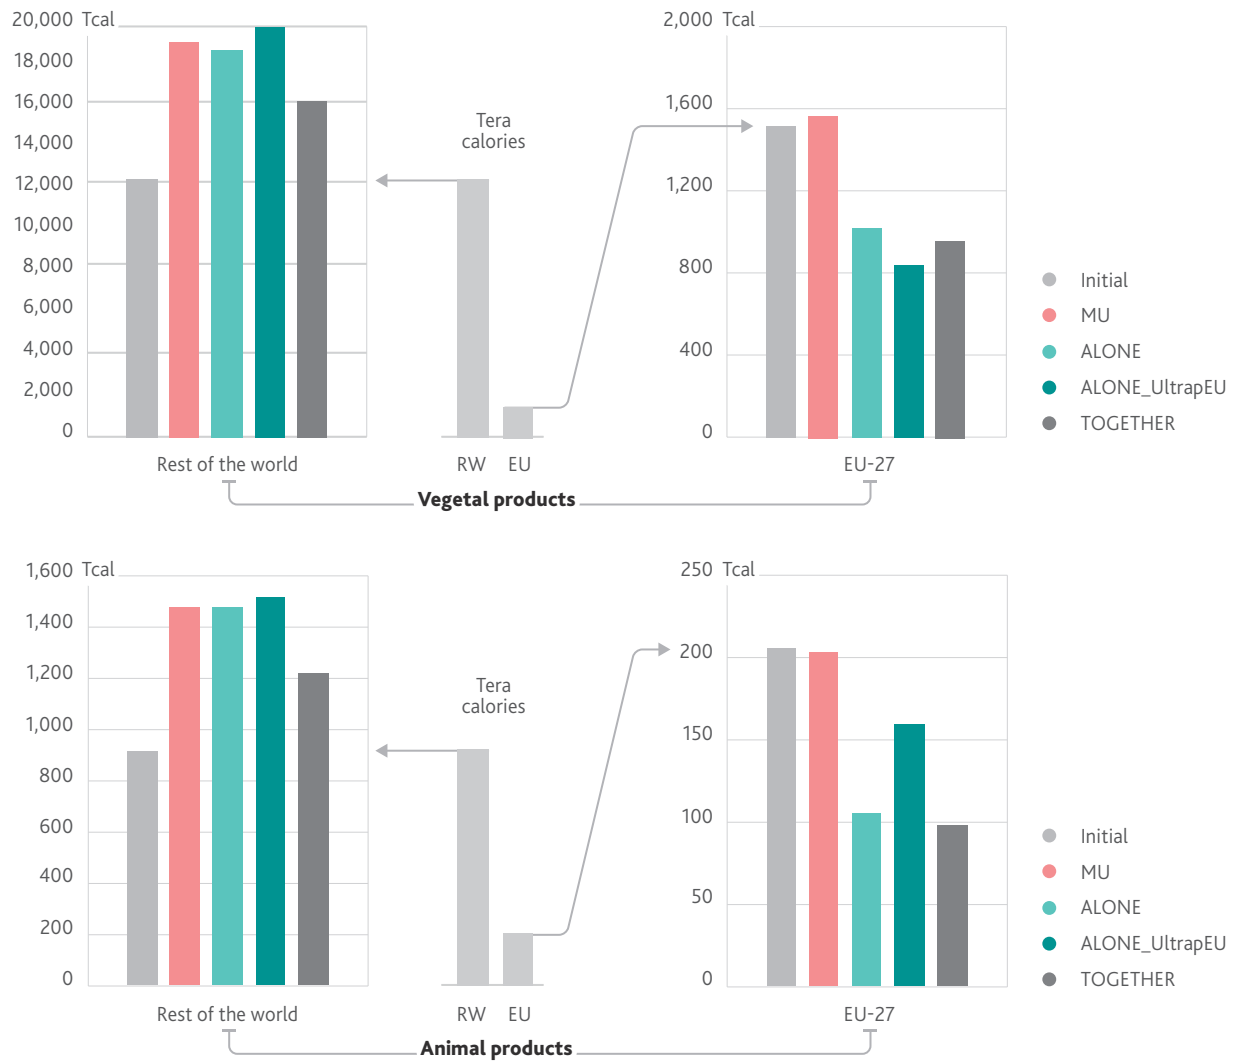 20,000 Tcal
18,000
16,000
14,000
12,000
10,000
8,000
6,000
4,000
2,000
0
Rest of the world
Tera
calories
RW EU
2,000 Tcal
1,600
1,200
800
400
0
EU-27
Initial
MU
ALONE
ALONE_UltrapEU
TOGETHER
Vegetal products
1,600 Tcal
1,400
1,200
1,000
800
600
400
200
0
Rest of the world
Tera
calories
RW EU
250 Tcal
200
150
100
50
0
EU-27
Initial
MU
ALONE
ALONE_UltrapEU
TOGETHER
Animal products